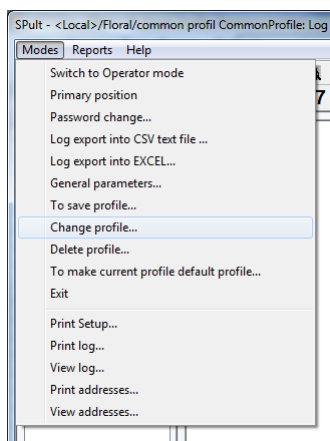 SPult - <Local>/Floral/common profil CommonProfile: Log
Modes Reports Help
Switch to Operator mode
Primary position
7
Password change...
Log export into CSV text file ...
Log export into EXCEL...
General parameters...
To save profile...
Change profile...
Delete profile...
To make current profile default profile...
Exit
Print Setup...
Print log...
View log...
Print addresses...
View addresses...